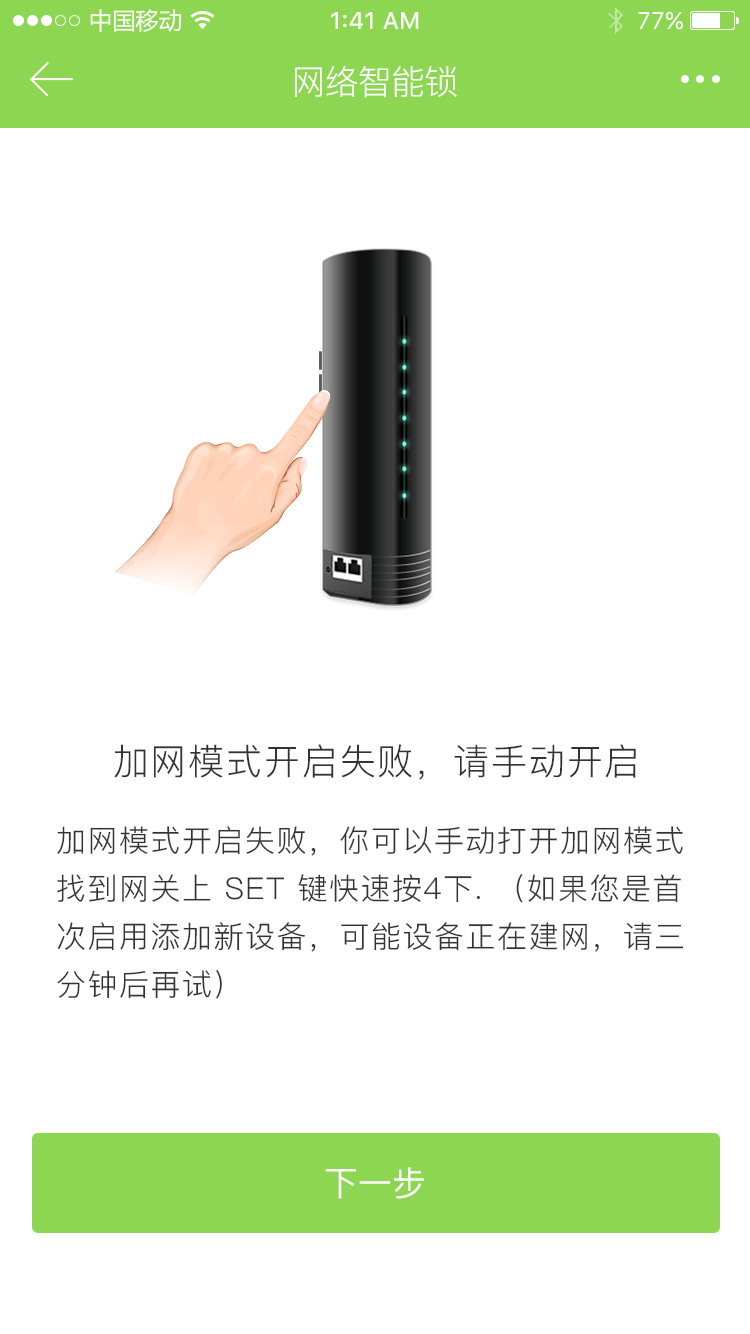 中国移动
1:41 AM
77%
网络智能锁
加网模式开启失败，请手动开启
加网模式开启失败，你可以手动打开加网模式
找到网关上 SET 键快速按4下. （如果您是首
次启用添加新设备，可能设备正在建网，请三
分钟后再试）
下一步